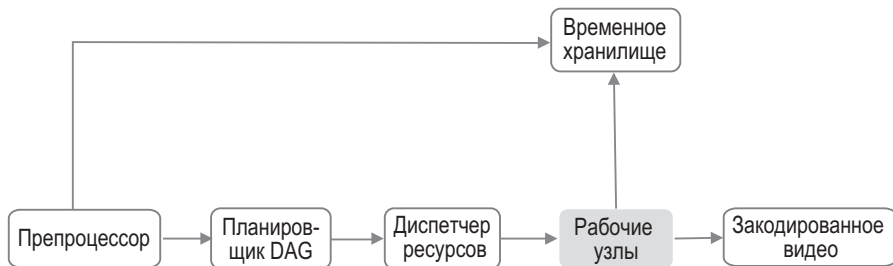 Временное
хранилище
Препроцессор
Планиров-
щик DAG
Диспетчер
ресурсов
Рабочие
узлы
Закодированное
видео